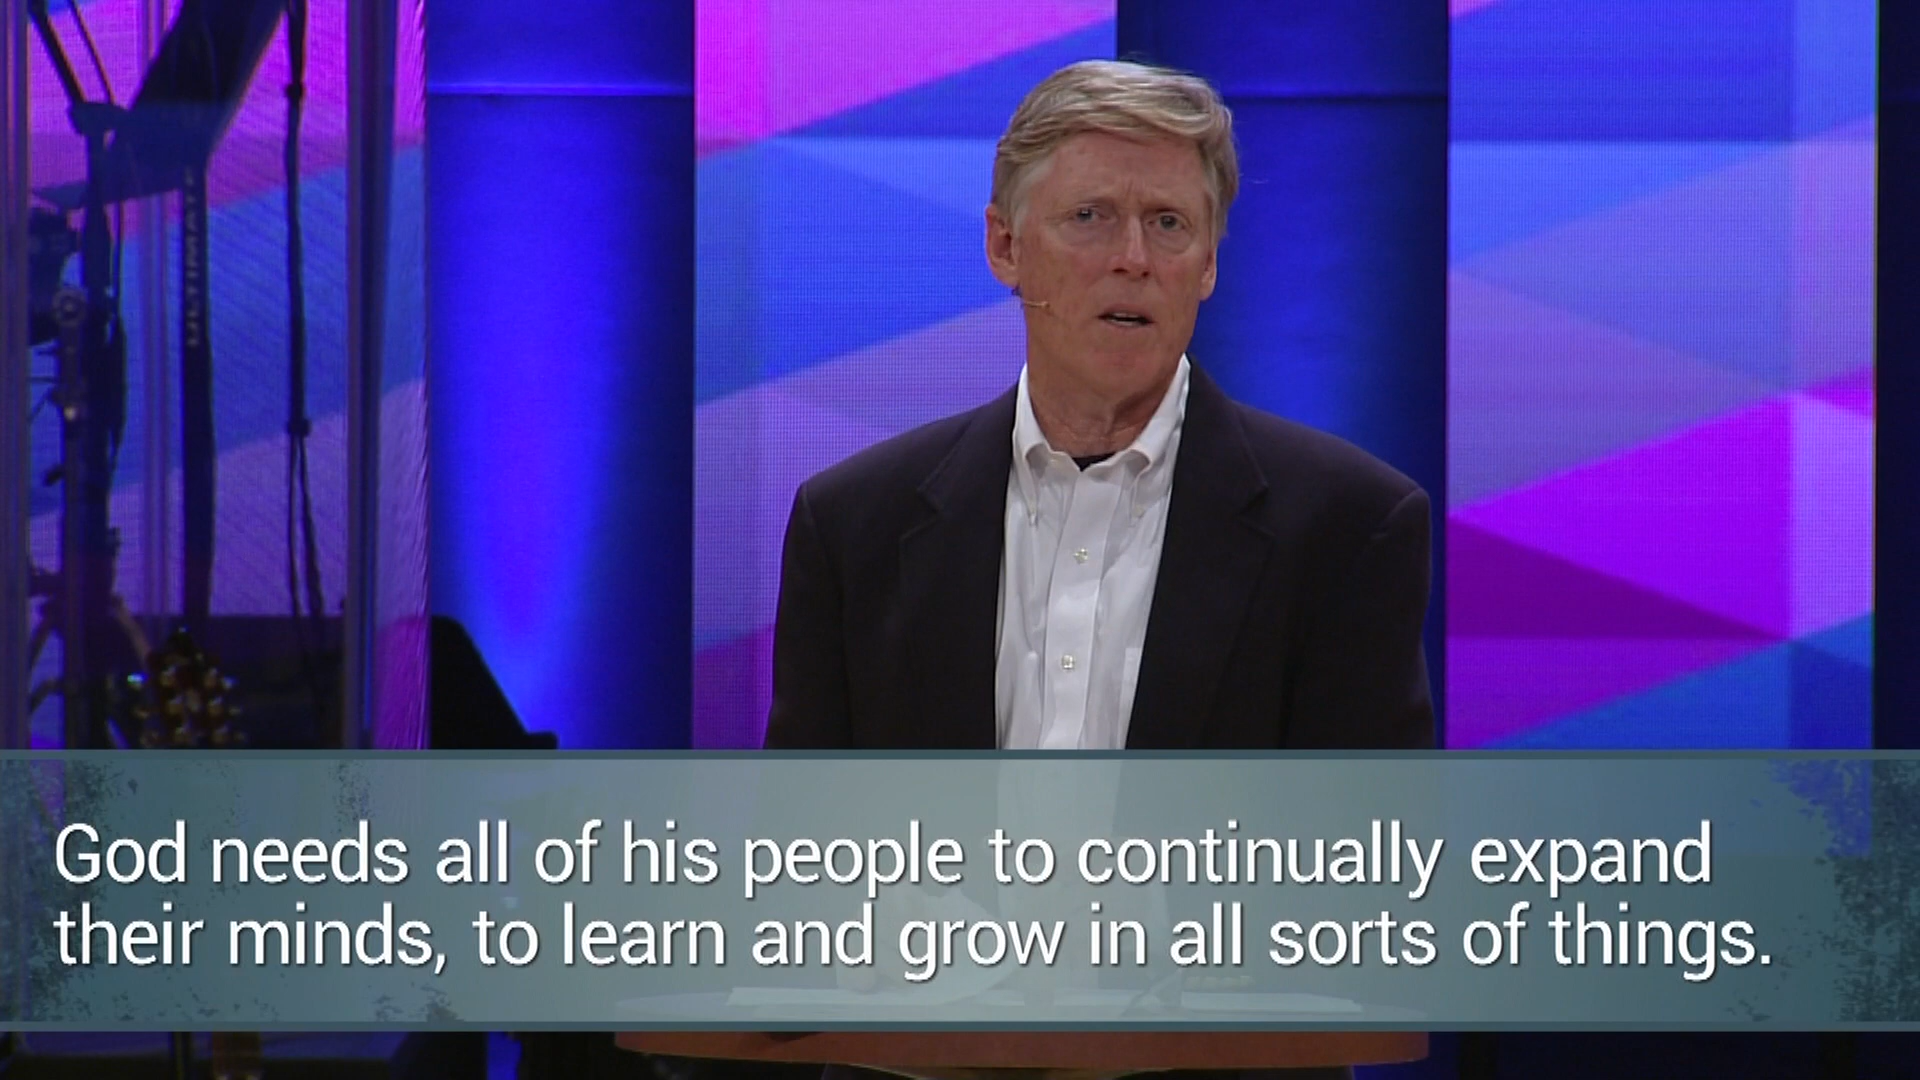 ULTIMATE
God needs all of his people to continually expand
their minds, to learn and grow in all sorts of things.